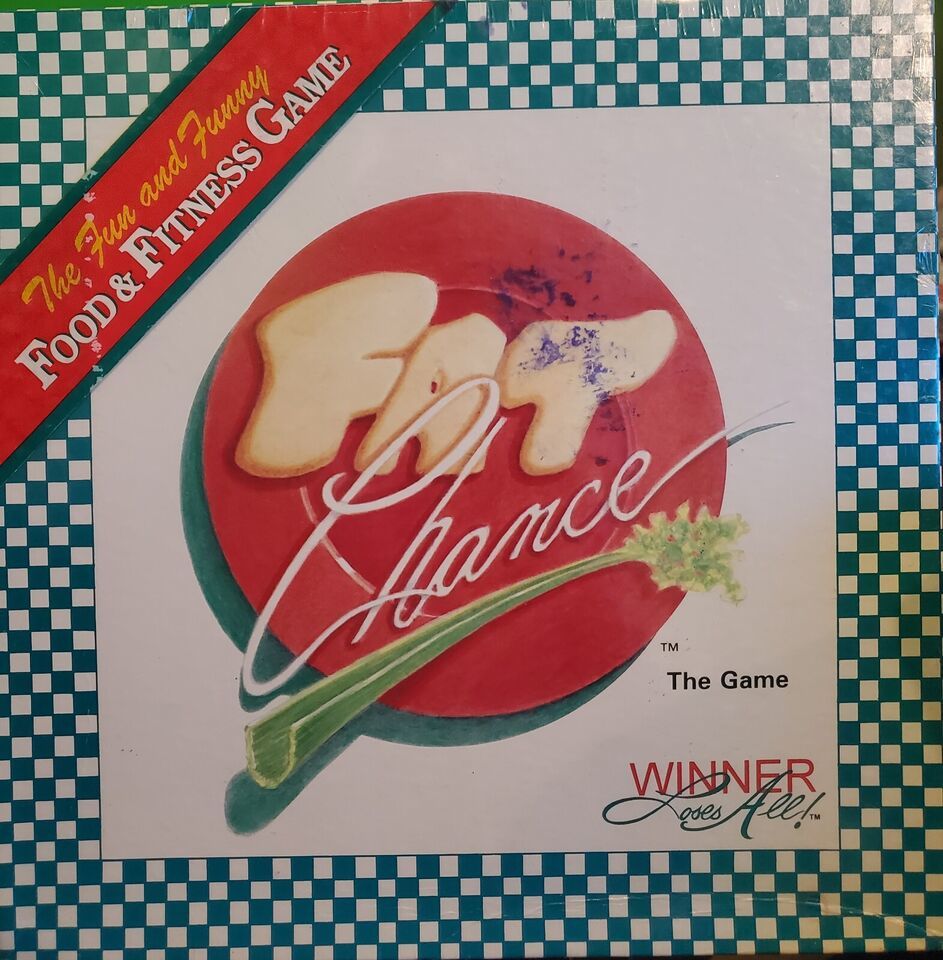 The Fun and Funny
FOOD & FITNESS GAME
FAT
Chance
TM
The Game
WINNER
Loses All!TM